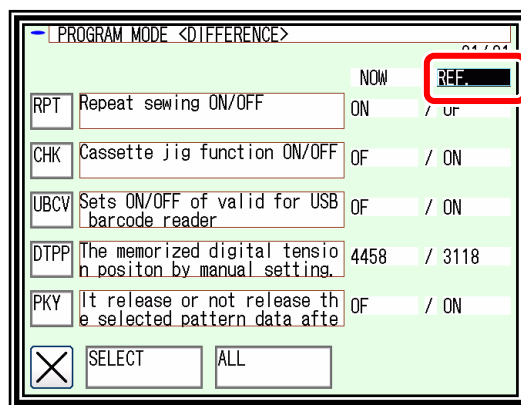 PROGRAM MODE <DIFFERENCE>
01/01
NOW REF.
RPT Repeat sewing ON/OFF ON / OF
CHK Cassette jig function ON/OFF OF / ON
UBCV Sets ON/OFF of valid for USB
barcode reader OF / ON
DTPP The memorized digital tensio
n positon by manual setting. 4458 / 3118
PKY It release or not release th
e selected pattern data afte OF / ON
SELECT ALL